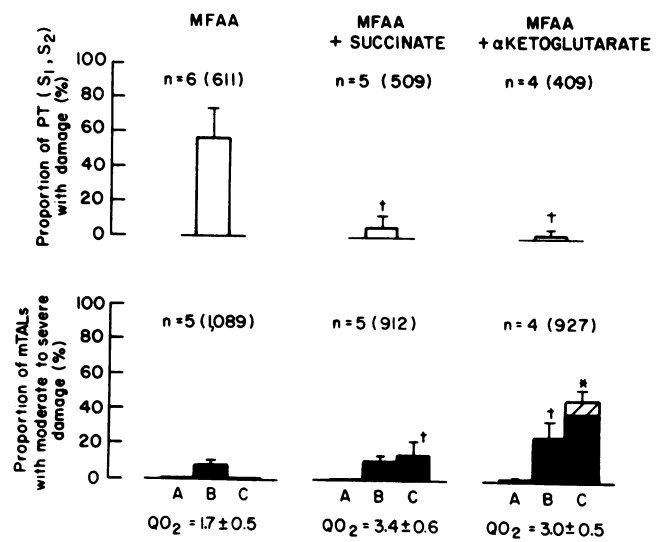 MFAA
MFAA
+ SUCCINATE
MFAA
+ αKETOGLUTARATE
Proportion of PT (S₁, S₂)
with damage (%)
100
80
60
40
20
0
n=6 (611)
n=5 (509)
n=4 (409)
†
†
Proportion of mTALs
with moderate to severe
damage (%)
100
80
60
40
20
0
n=5 (1,089)
n=5 (912)
n=4 (927)
†
†
*
A B C
A B C
A B C
QO₂ = 1.7±0.5
QO₂ = 3.4±0.6
QO₂ = 3.0±0.5